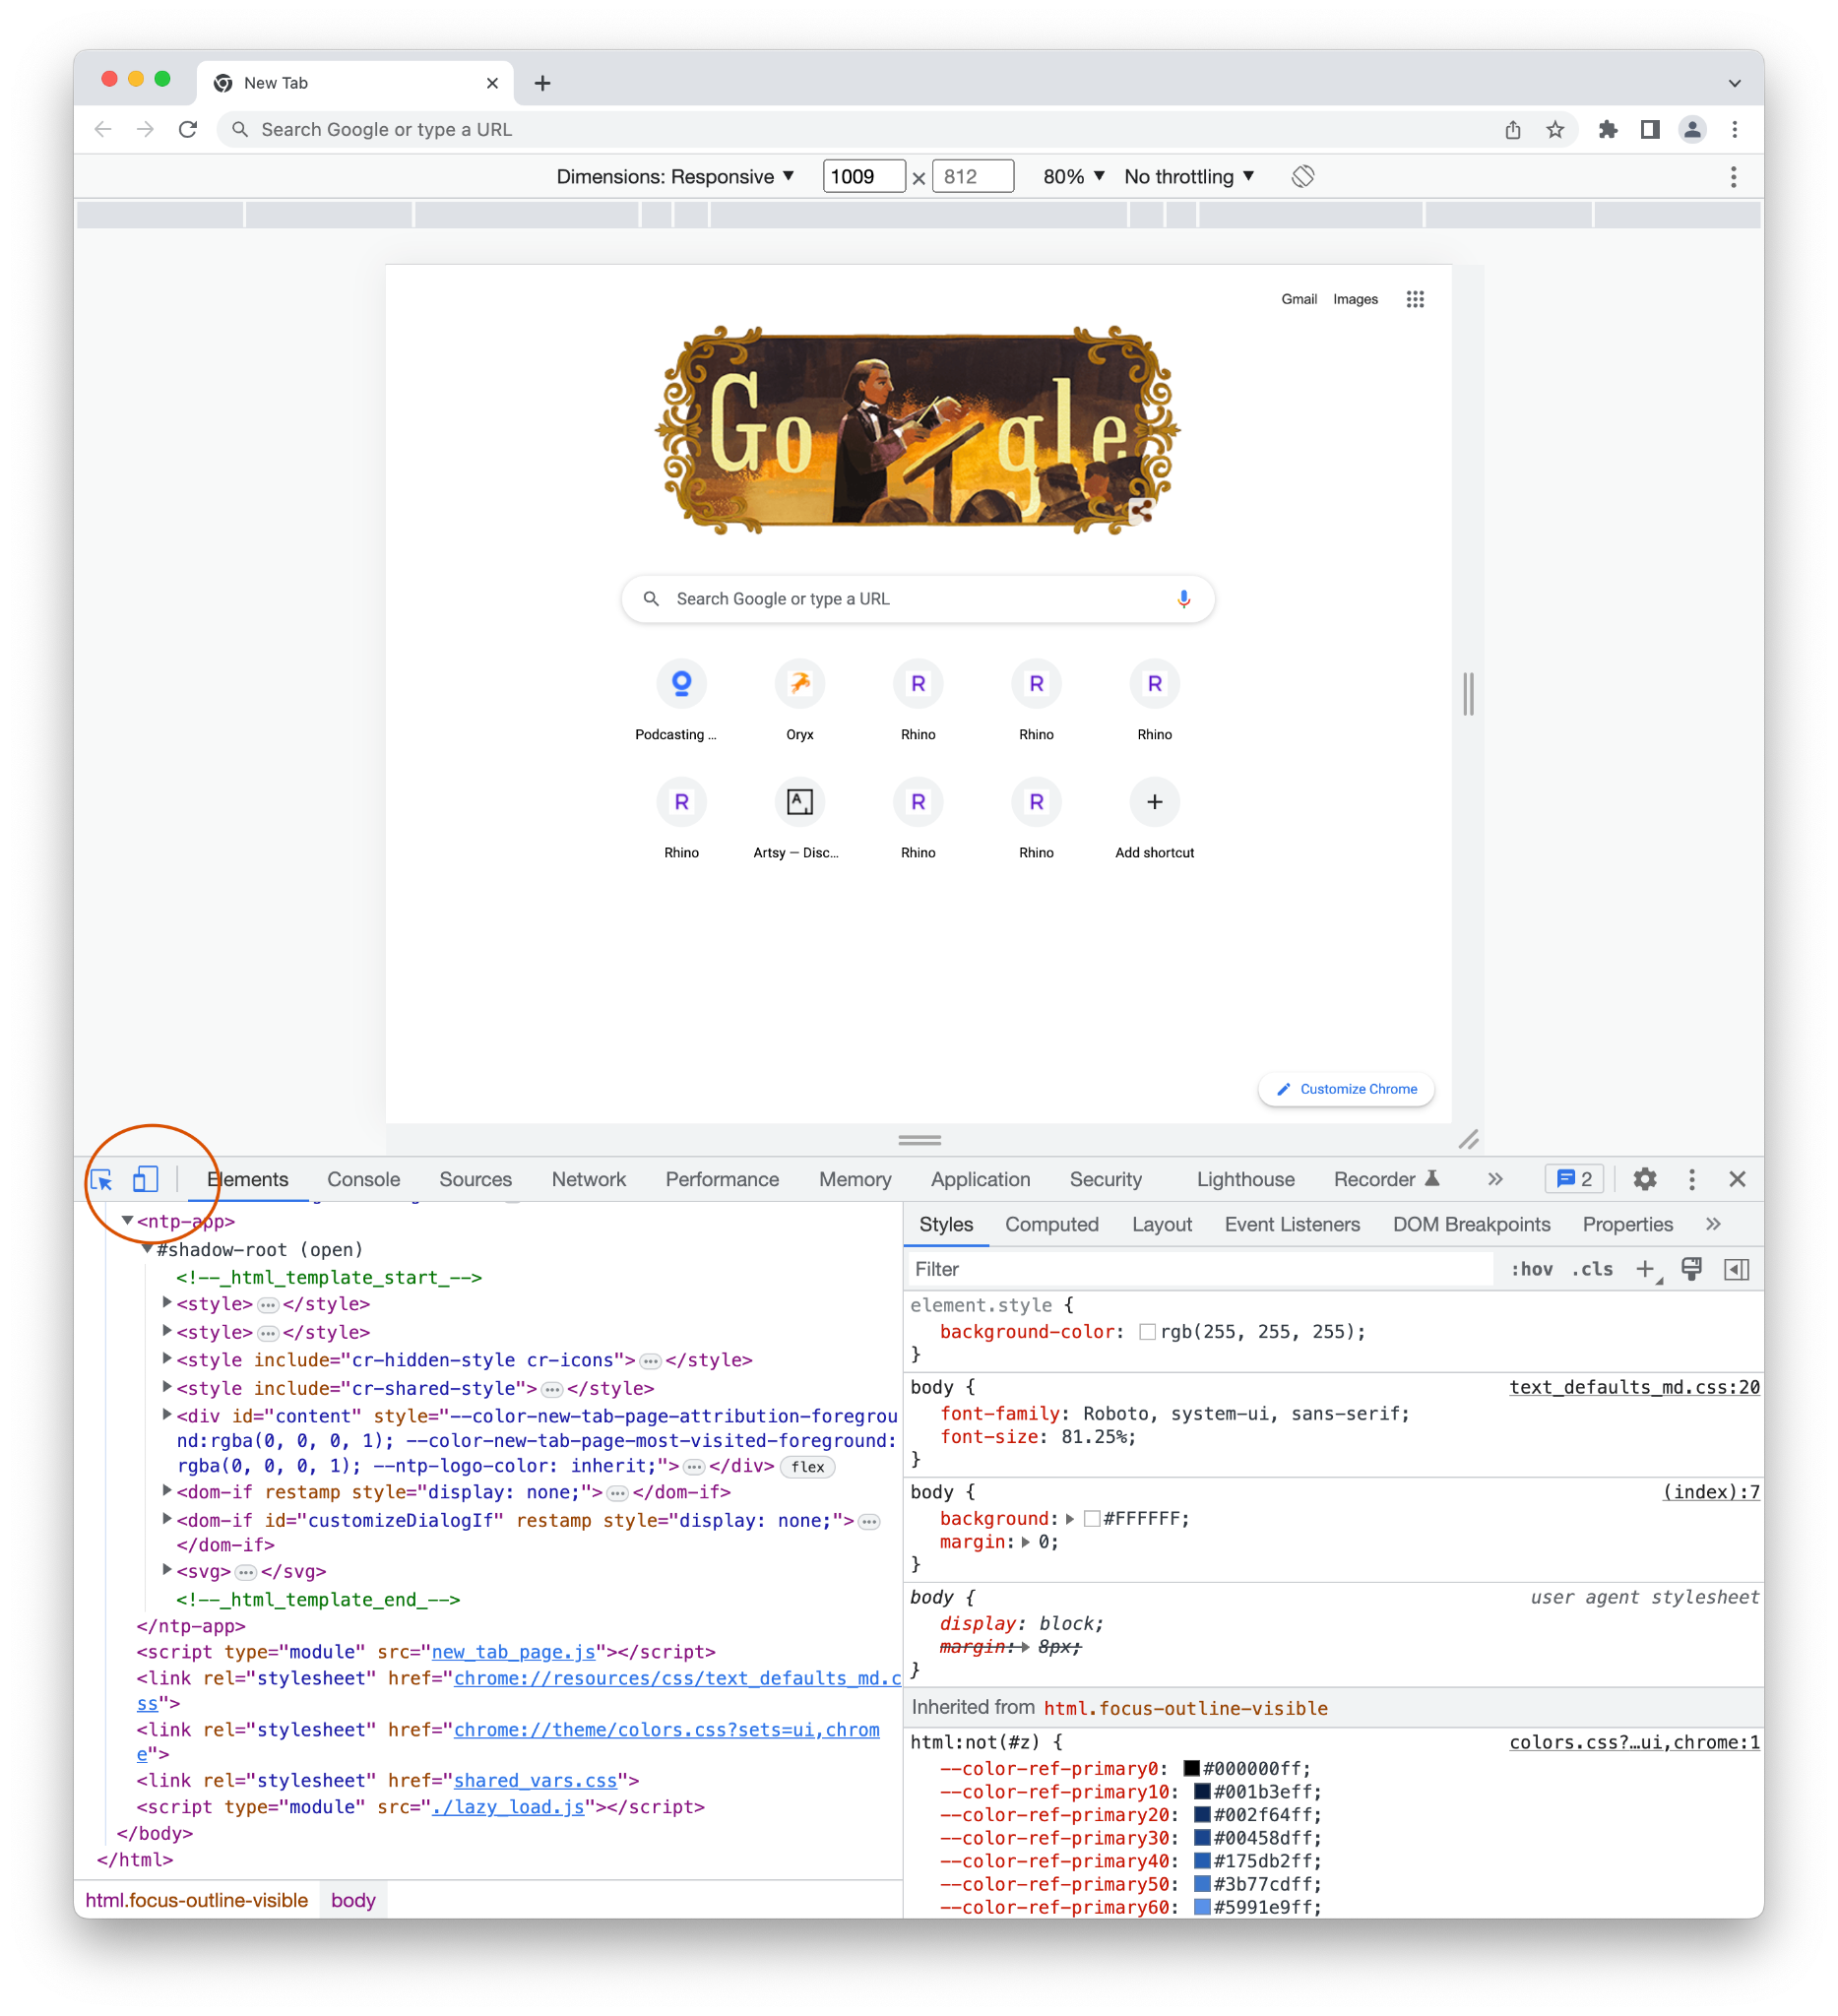 New Tab
Search Google or type a URL
Dimensions: Responsive ▼ 1009 × 812 80% ▼ No throttling ▼
Gmail Images
Google
Search Google or type a URL
Podcasting ... Oryx Rhino Rhino Rhino
Rhino Artsy — Disc... Rhino Rhino Add shortcut
Customize Chrome
Elements Console Sources Network Performance Memory Application Security Lighthouse Recorder » 2
▼<ntp-app>
▼#shadow-root (open)
<!--_html_template_start_-->
▶<style>…</style>
▶<style>…</style>
▶<style include="cr-hidden-style cr-icons">…</style>
▶<style include="cr-shared-style">…</style>
▶<div id="content" style="--color-new-tab-page-attribution-foregrou
nd:rgba(0, 0, 0, 1); --color-new-tab-page-most-visited-foreground:
rgba(0, 0, 0, 1); --ntp-logo-color: inherit;">…</div> flex
▶<dom-if restamp style="display: none;">…</dom-if>
▶<dom-if id="customizeDialogIf" restamp style="display: none;">…
</dom-if>
▶<svg>…</svg>
<!--_html_template_end_-->
</ntp-app>
<script type="module" src="new_tab_page.js"></script>
<link rel="stylesheet" href="chrome://resources/css/text_defaults_md.c
ss">
<link rel="stylesheet" href="chrome://theme/colors.css?sets=ui,chrom
e">
<link rel="stylesheet" href="shared_vars.css">
<script type="module" src="./lazy_load.js"></script>
</body>
</html>
html.focus-outline-visible body
Styles Computed Layout Event Listeners DOM Breakpoints Properties »
Filter :hov .cls +
element.style {
background-color: rgb(255, 255, 255);
}
body { text_defaults_md.css:20
font-family: Roboto, system-ui, sans-serif;
font-size: 81.25%;
}
body { (index):7
background: ▶ #FFFFFF;
margin: ▶ 0;
}
body { user agent stylesheet
display: block;
margin: ▶ 8px;
}
Inherited from html.focus-outline-visible
html:not(#z) { colors.css?…ui,chrome:1
--color-ref-primary0: #000000ff;
--color-ref-primary10: #001b3eff;
--color-ref-primary20: #002f64ff;
--color-ref-primary30: #00458dff;
--color-ref-primary40: #175db2ff;
--color-ref-primary50: #3b77cdff;
--color-ref-primary60: #5991e9ff;